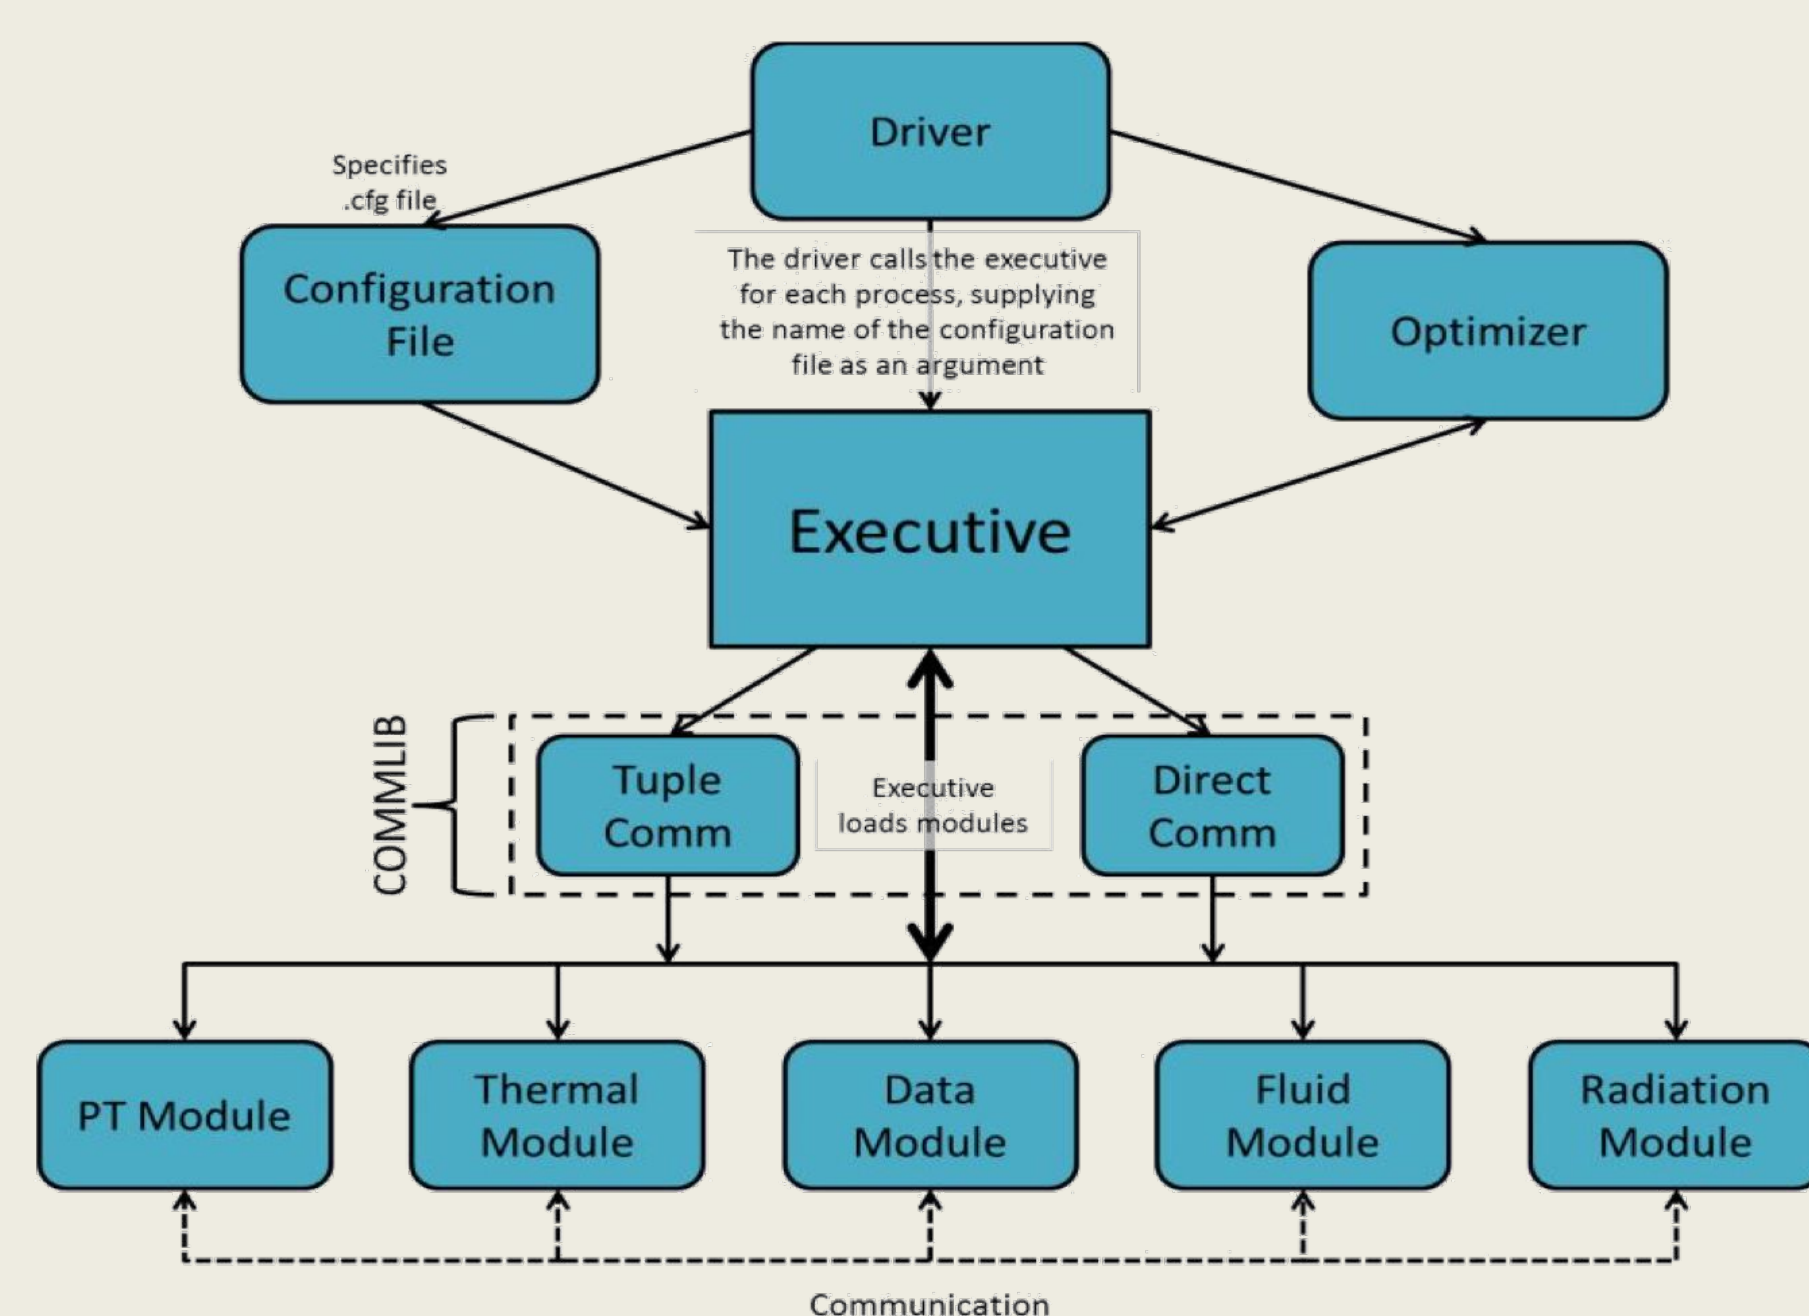 Driver
Specifies
.cfg file
Configuration
File
The driver calls the executive
for each process, supplying
the name of the configuration
file as an argument
Optimizer
Executive
COMMLIB
Tuple
Comm
Executive
loads modules
Direct
Comm
PT Module
Thermal
Module
Data
Module
Fluid
Module
Radiation
Module
Communication